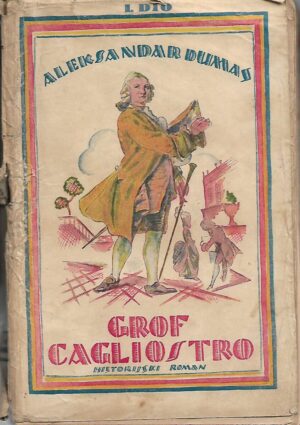 I. DIO
ALEKSANDAR DUMAS
GROF
CAGLIOSTRO
HISTORIJSKI ROMAN